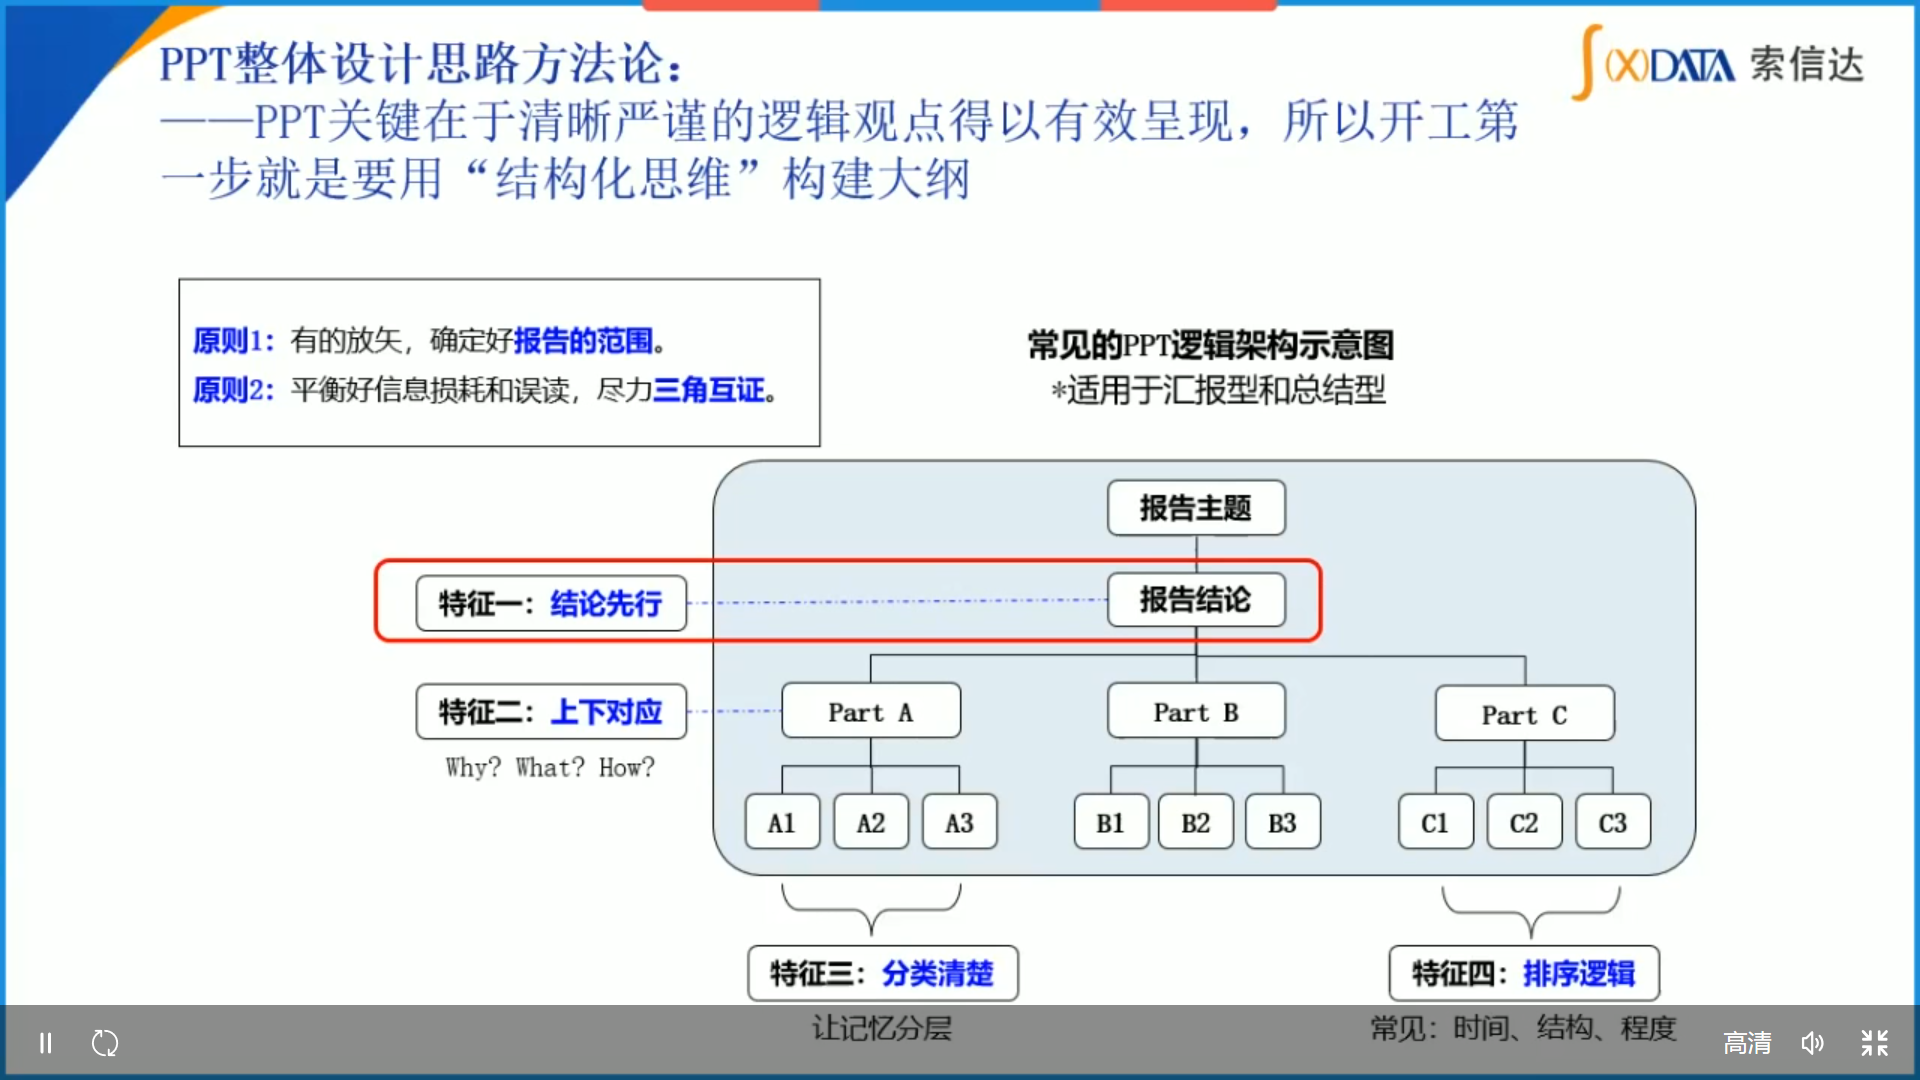 PPT整体设计思路方法论：
——PPT关键在于清晰严谨的逻辑观点得以有效呈现，所以开工第
一步就是要用“结构化思维”构建大纲
∫(X)DATA 索信达
原则1：有的放矢，确定好报告的范围。
原则2：平衡好信息损耗和误读，尽力三角互证。
常见的PPT逻辑架构示意图
*适用于汇报型和总结型
报告主题
特征一：结论先行
报告结论
特征二：上下对应
Part A
Part B
Part C
Why? What? How?
A1
A2
A3
B1
B2
B3
C1
C2
C3
特征三：分类清楚
特征四：排序逻辑
让记忆分层
常见：时间、结构、程度
高清